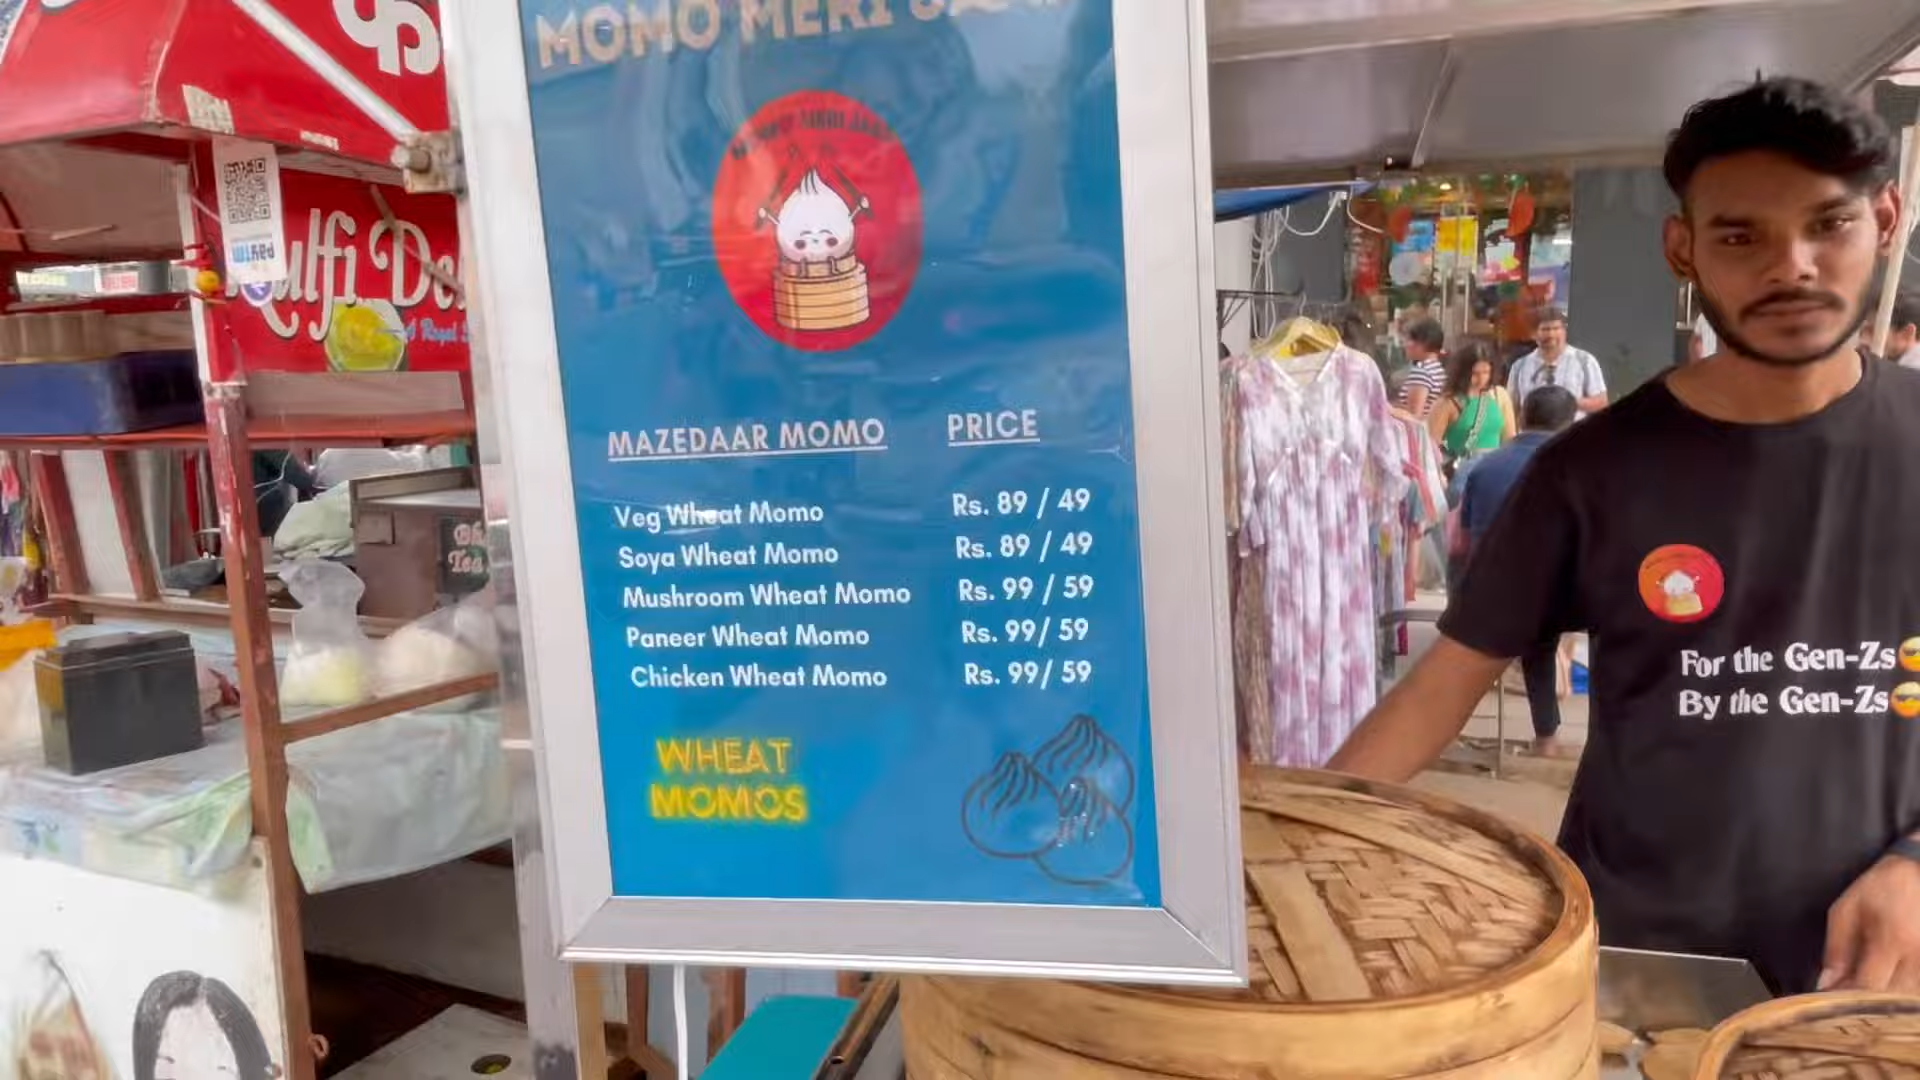 MOMO MERI
MAZEDAAR MOMO PRICE
Veg Wheat Momo Rs. 89 / 49
Soya Wheat Momo Rs. 89 / 49
Mushroom Wheat Momo Rs. 99 / 59
Paneer Wheat Momo Rs. 99/ 59
Chicken Wheat Momo Rs. 99/ 59
WHEAT
MOMOS
For the Gen-Zs
By the Gen-Zs
Paytm
Tea